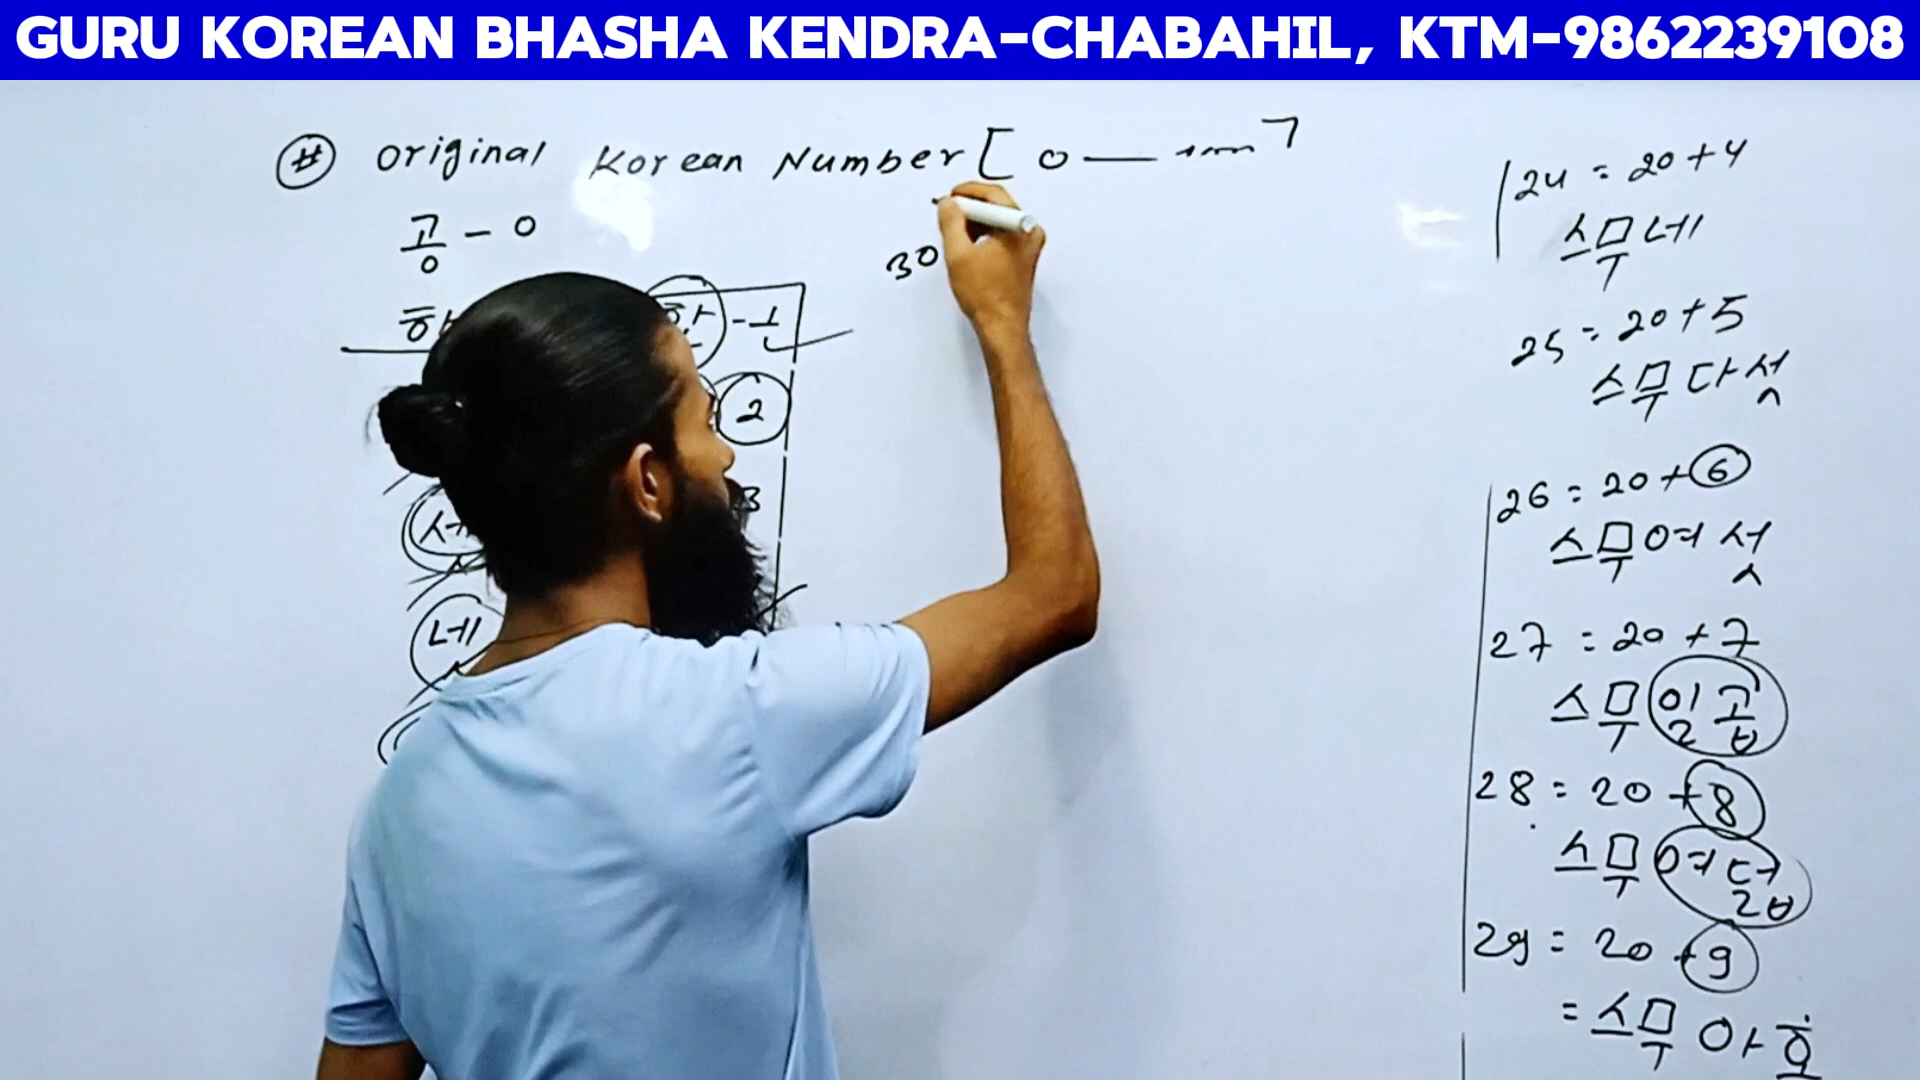 GURU KOREAN BHASHA KENDRA-CHABAHIL, KTM-9862239108
# Original Korean Number [ 0 —
공 - 0
- 1
2
3
네
30
24 = 20 + 4
스무네
25 = 20 + 5
스무다섯
26 = 20 + 6
스무여섯
27 = 20 + 7
스무일곱
28 = 20 + 8
스무여덟
29 = 20 + 9
= 스무아홉